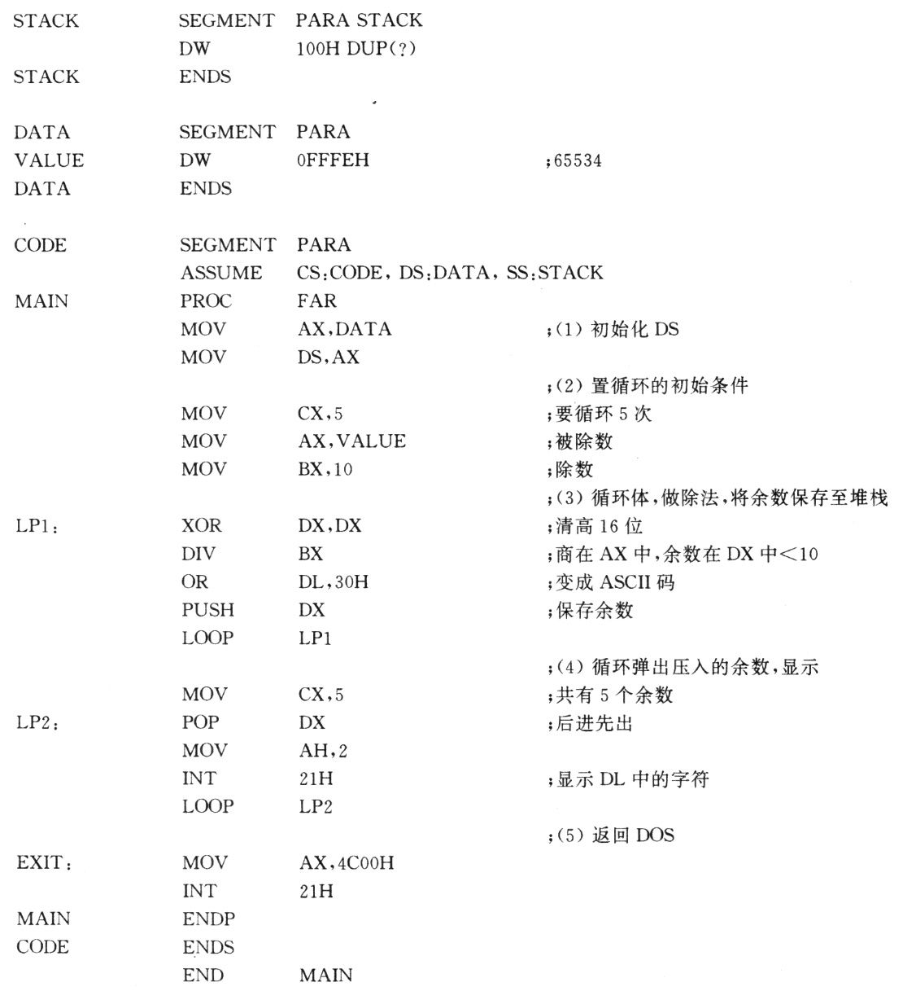 STACK SEGMENT PARA STACK
DW 100H DUP(?)
STACK ENDS
DATA SEGMENT PARA
VALUE DW 0FFFEH ;65534
DATA ENDS
CODE SEGMENT PARA
ASSUME CS:CODE, DS:DATA, SS:STACK
MAIN PROC FAR
MOV AX,DATA ;(1) 初始化 DS
MOV DS,AX
;(2) 置循环的初始条件
MOV CX,5 ;要循环 5 次
MOV AX,VALUE ;被除数
MOV BX,10 ;除数
;(3) 循环体,做除法,将余数保存至堆栈
LP1: XOR DX,DX ;清高 16 位
DIV BX ;商在 AX 中,余数在 DX 中<10
OR DL,30H ;变成 ASCII 码
PUSH DX ;保存余数
LOOP LP1
;(4) 循环弹出压入的余数,显示
MOV CX,5 ;共有 5 个余数
LP2: POP DX ;后进先出
MOV AH,2
INT 21H ;显示 DL 中的字符
LOOP LP2
;(5) 返回 DOS
EXIT: MOV AX,4C00H
INT 21H
MAIN ENDP
CODE ENDS
END MAIN